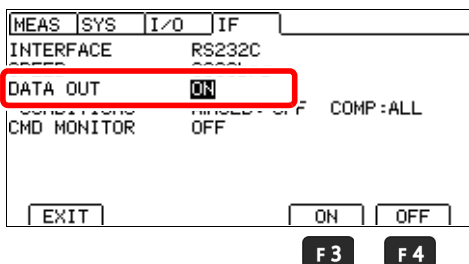 MEAS SYS I/O IF
INTERFACE RS232C
DATA OUT ON
COMP:ALL
CMD MONITOR OFF
EXIT ON OFF
F3 F4